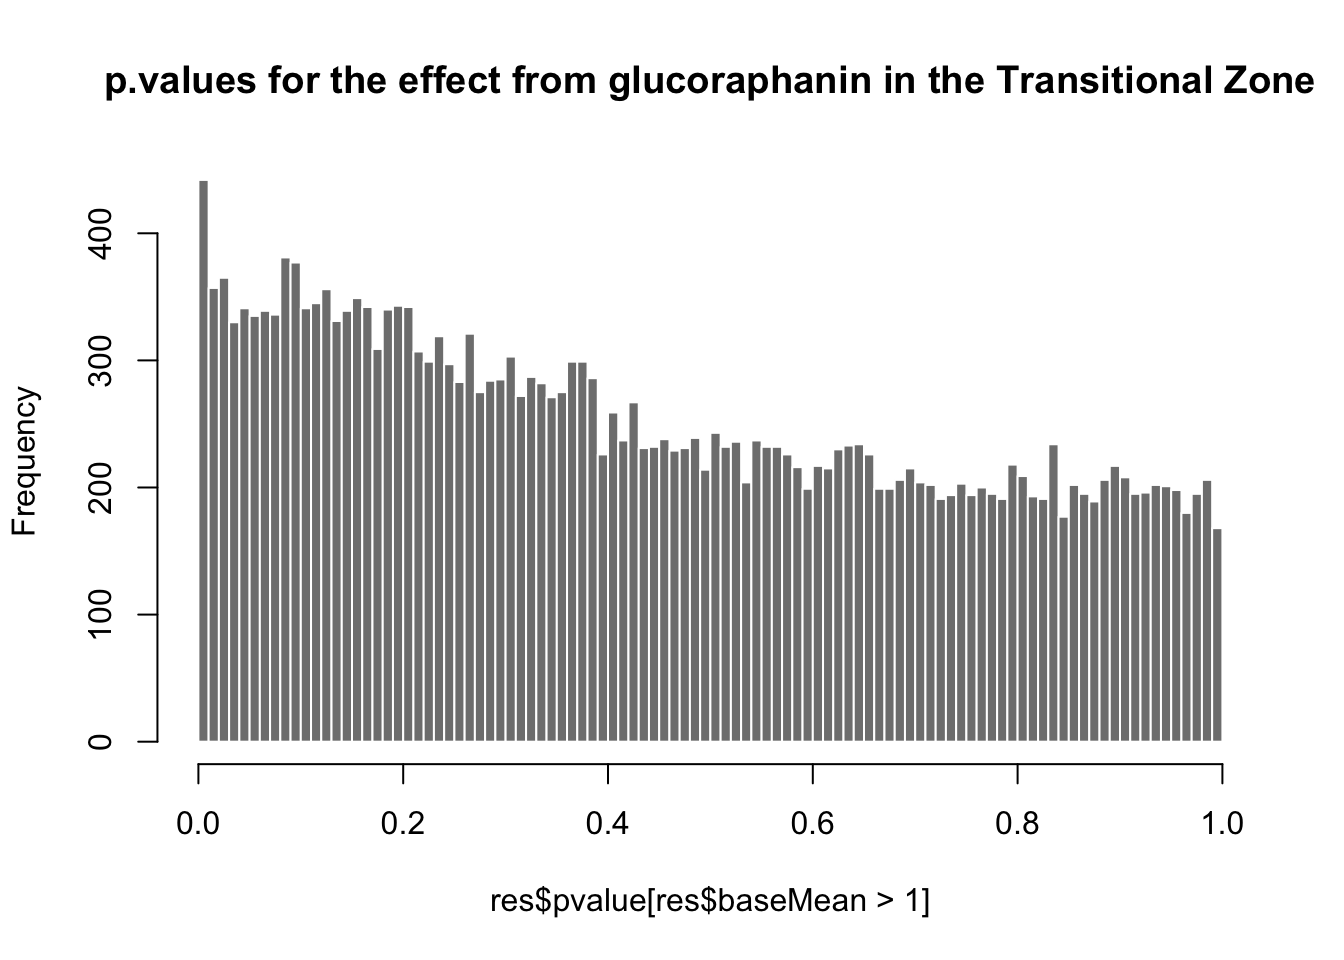 p.values for the effect from glucoraphanin in the Transitional Zone
Frequency
400
300
200
100
0
0.0 0.2 0.4 0.6 0.8 1.0
res$pvalue[res$baseMean > 1]